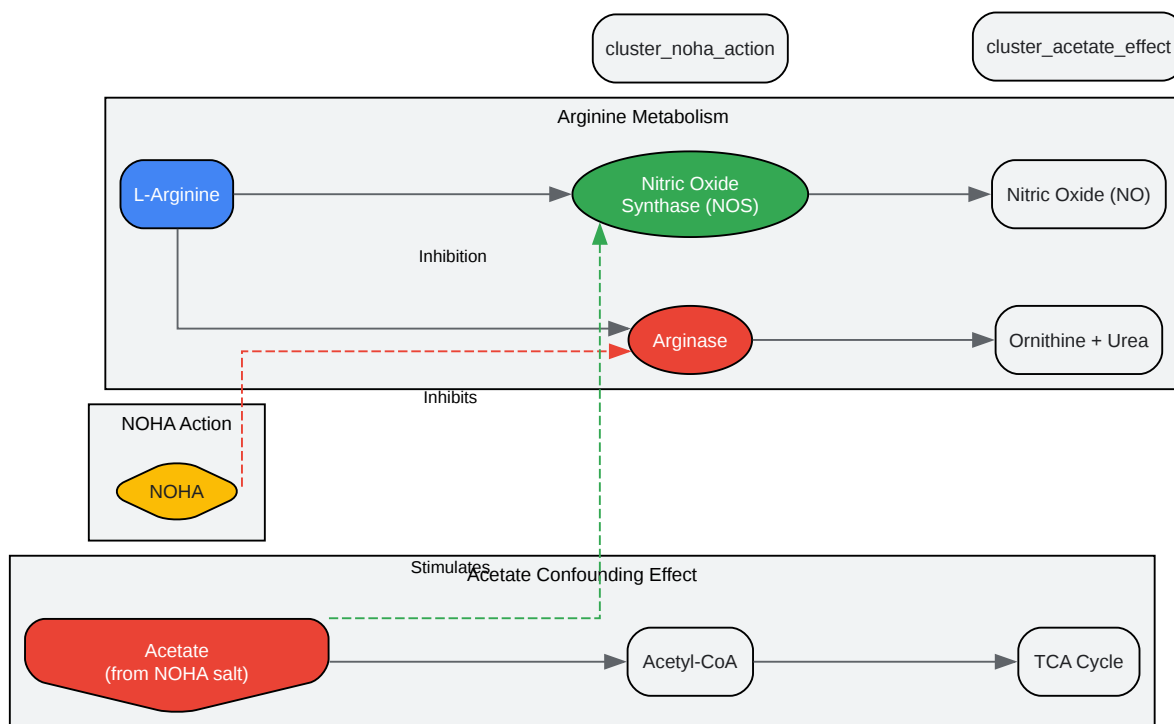 cluster_noha_action
cluster_acetate_effect
Arginine Metabolism
L-Arginine
Nitric Oxide
Synthase (NOS)
Nitric Oxide (NO)
Inhibition
Arginase
Ornithine + Urea
Inhibits
NOHA Action
NOHA
Stimulates
Acetate Confounding Effect
Acetate
(from NOHA salt)
Acetyl-CoA
TCA Cycle